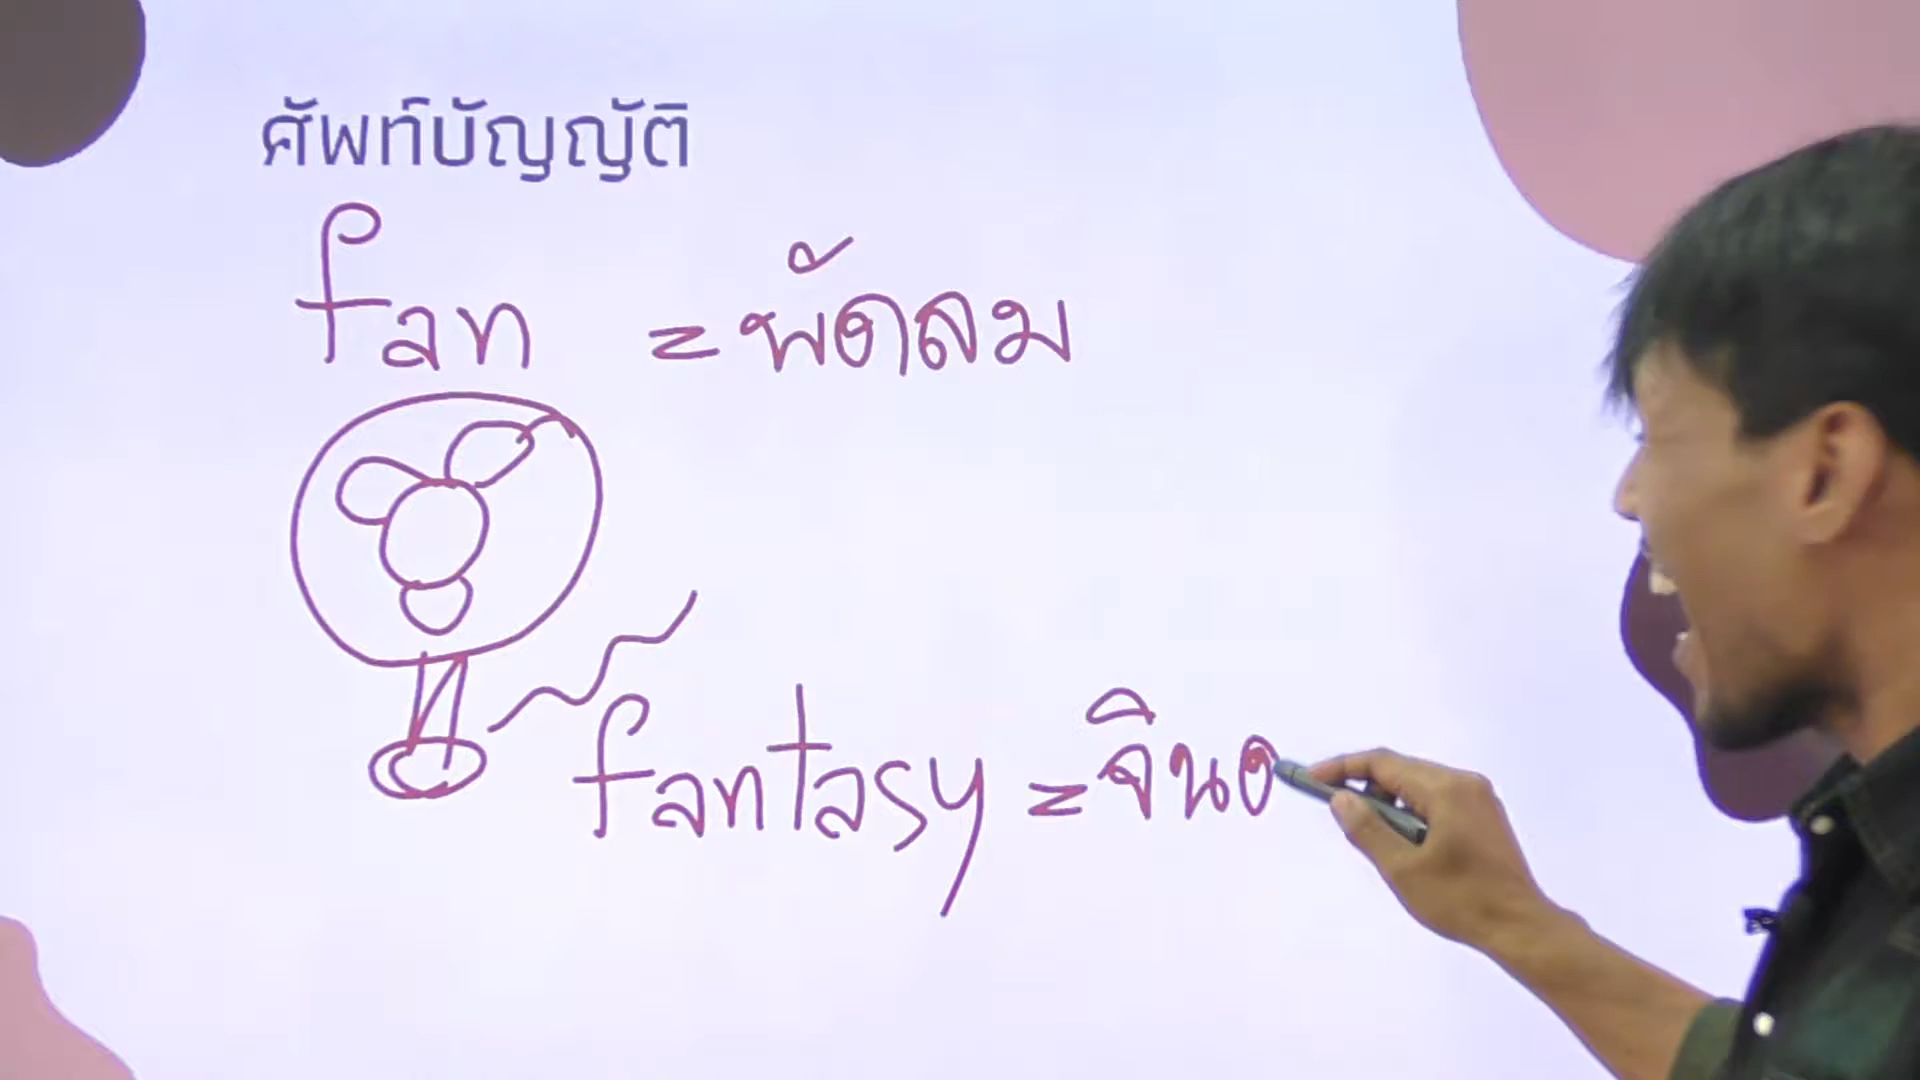 ศัพท์บัญญัติ
fan = พัดลม
fantasy = จินต